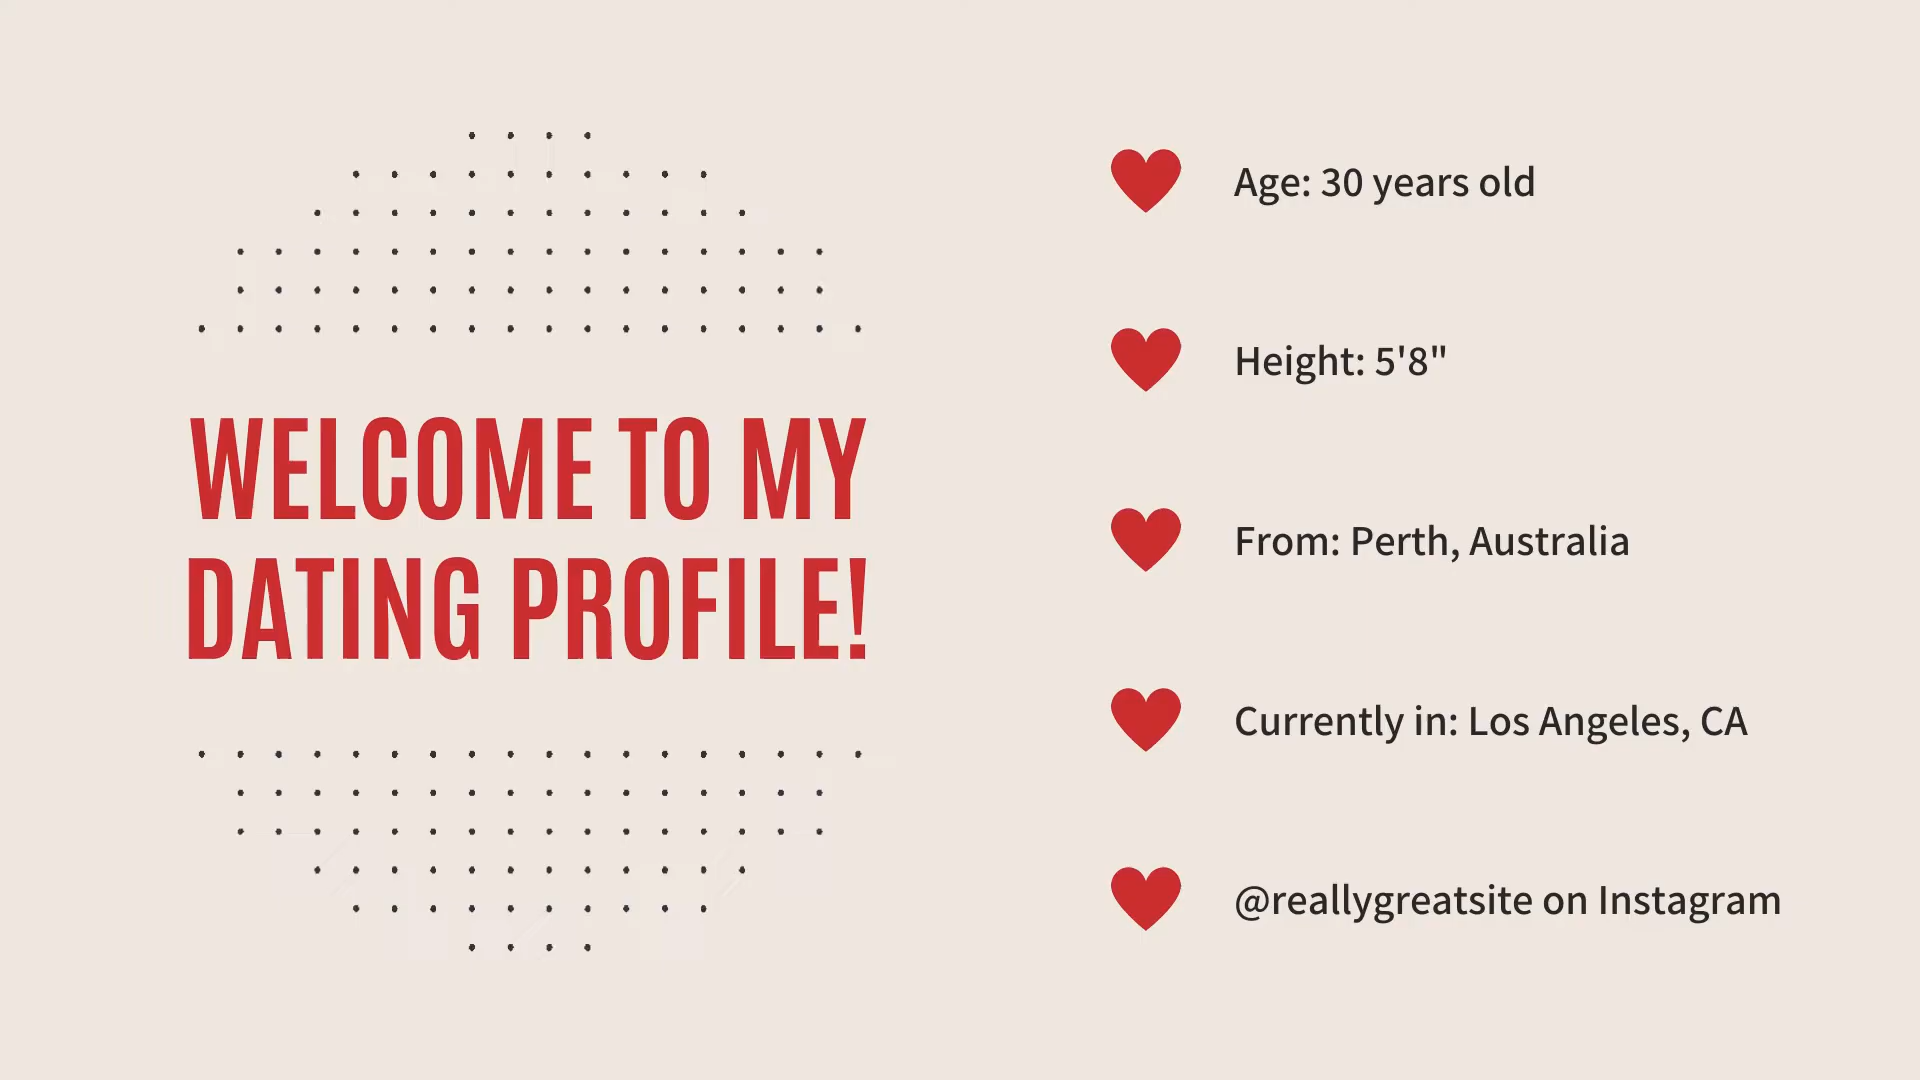 WELCOME TO MY
DATING PROFILE!
Age: 30 years old
Height: 5'8"
From: Perth, Australia
Currently in: Los Angeles, CA
@reallygreatsite on Instagram